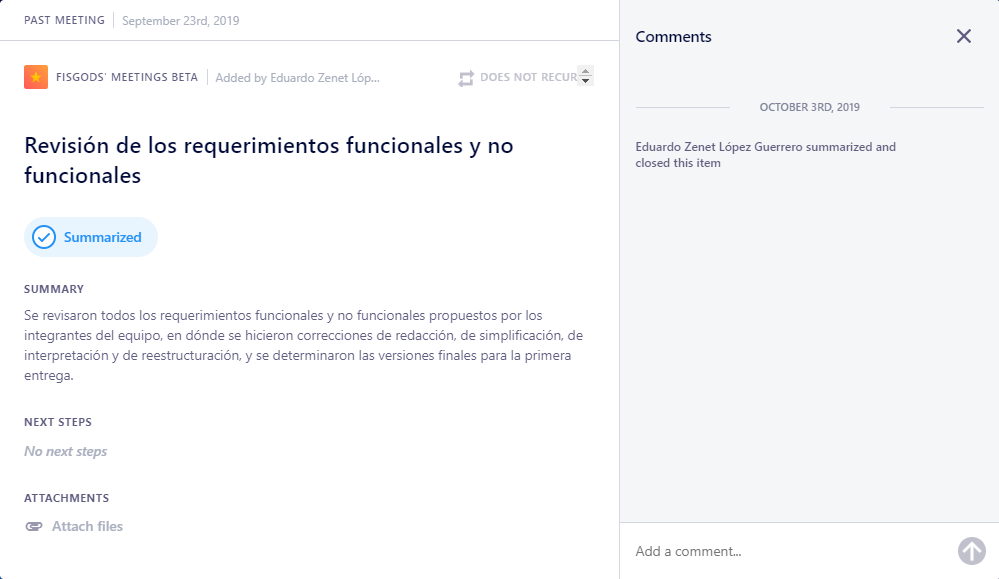 PAST MEETING
September 23rd, 2019
FISGODS' MEETINGS BETA
Added by Eduardo Zenet Lóp...
DOES NOT RECUR
Revisión de los requerimientos funcionales y no
funcionales
Summarized
SUMMARY
Se revisaron todos los requerimientos funcionales y no funcionales propuestos por los
integrantes del equipo, en dónde se hicieron correcciones de redacción, de simplificación, de
interpretación y de reestructuración, y se determinaron las versiones finales para la primera
entrega.
NEXT STEPS
No next steps
ATTACHMENTS
Attach files
Comments
OCTOBER 3RD, 2019
Eduardo Zenet López Guerrero summarized and
closed this item
Add a comment...